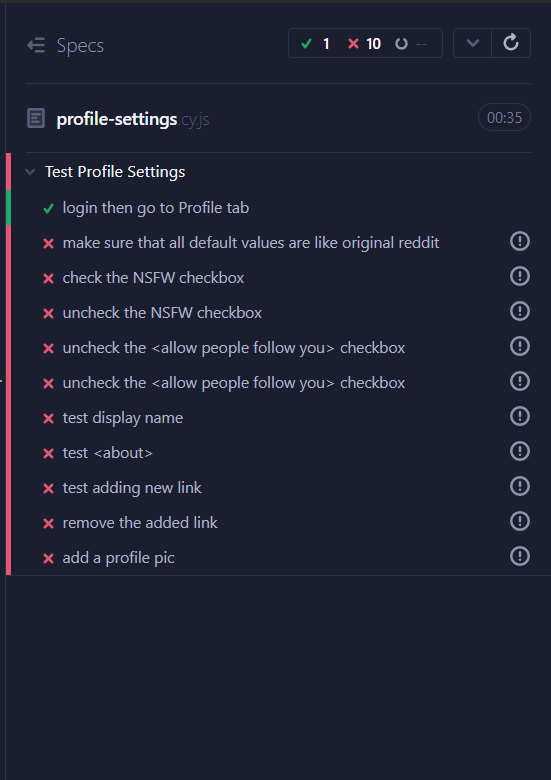 Specs 1 10 --
profile-settings.cy.js 00:35
Test Profile Settings
login then go to Profile tab
make sure that all default values are like original reddit
check the NSFW checkbox
uncheck the NSFW checkbox
uncheck the <allow people follow you> checkbox
uncheck the <allow people follow you> checkbox
test display name
test <about>
test adding new link
remove the added link
add a profile pic